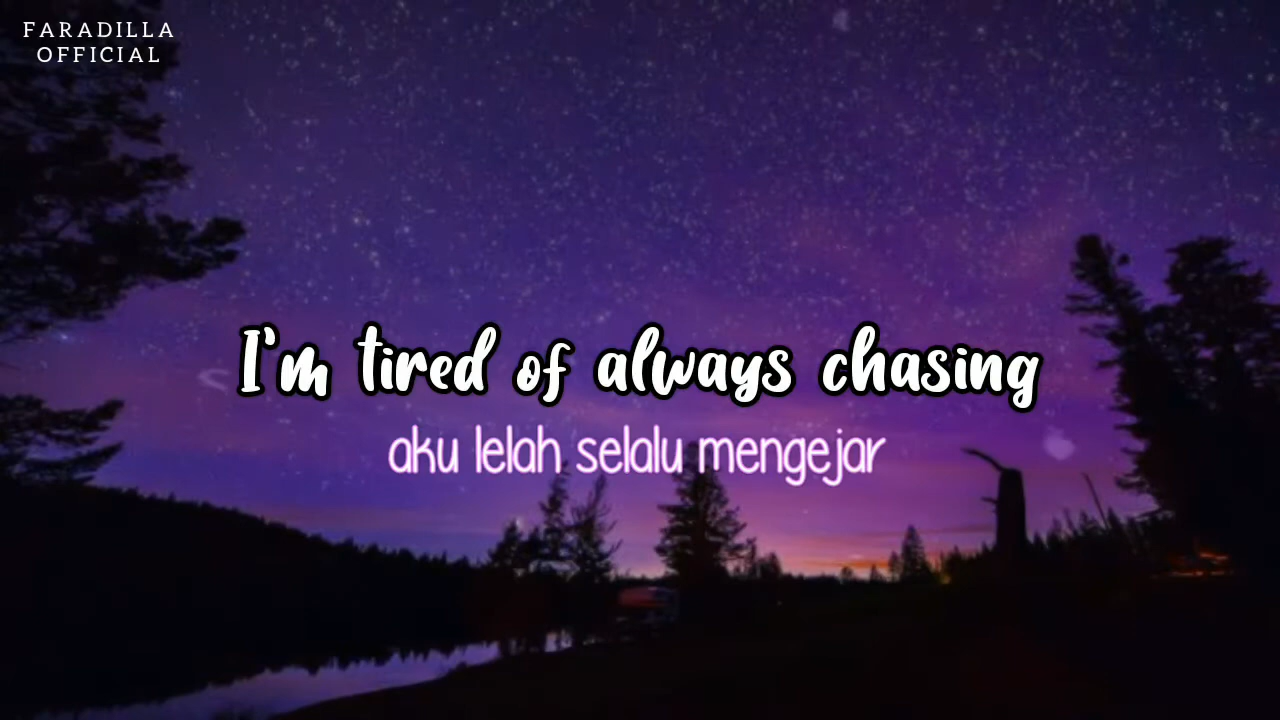 FARADILLA
OFFICIAL
I'm tired of always chasing
aku lelah selalu mengejar